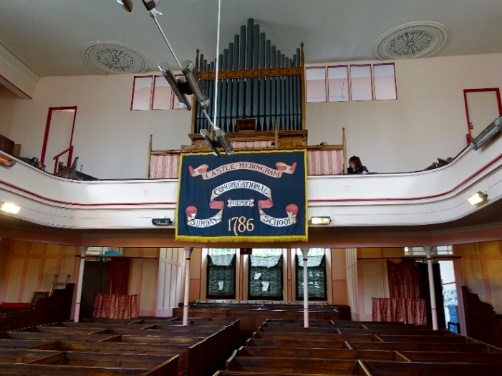 CASTLE HEDINGHAM
CONGREGATIONAL
SUNDAY SCHOOL
1786